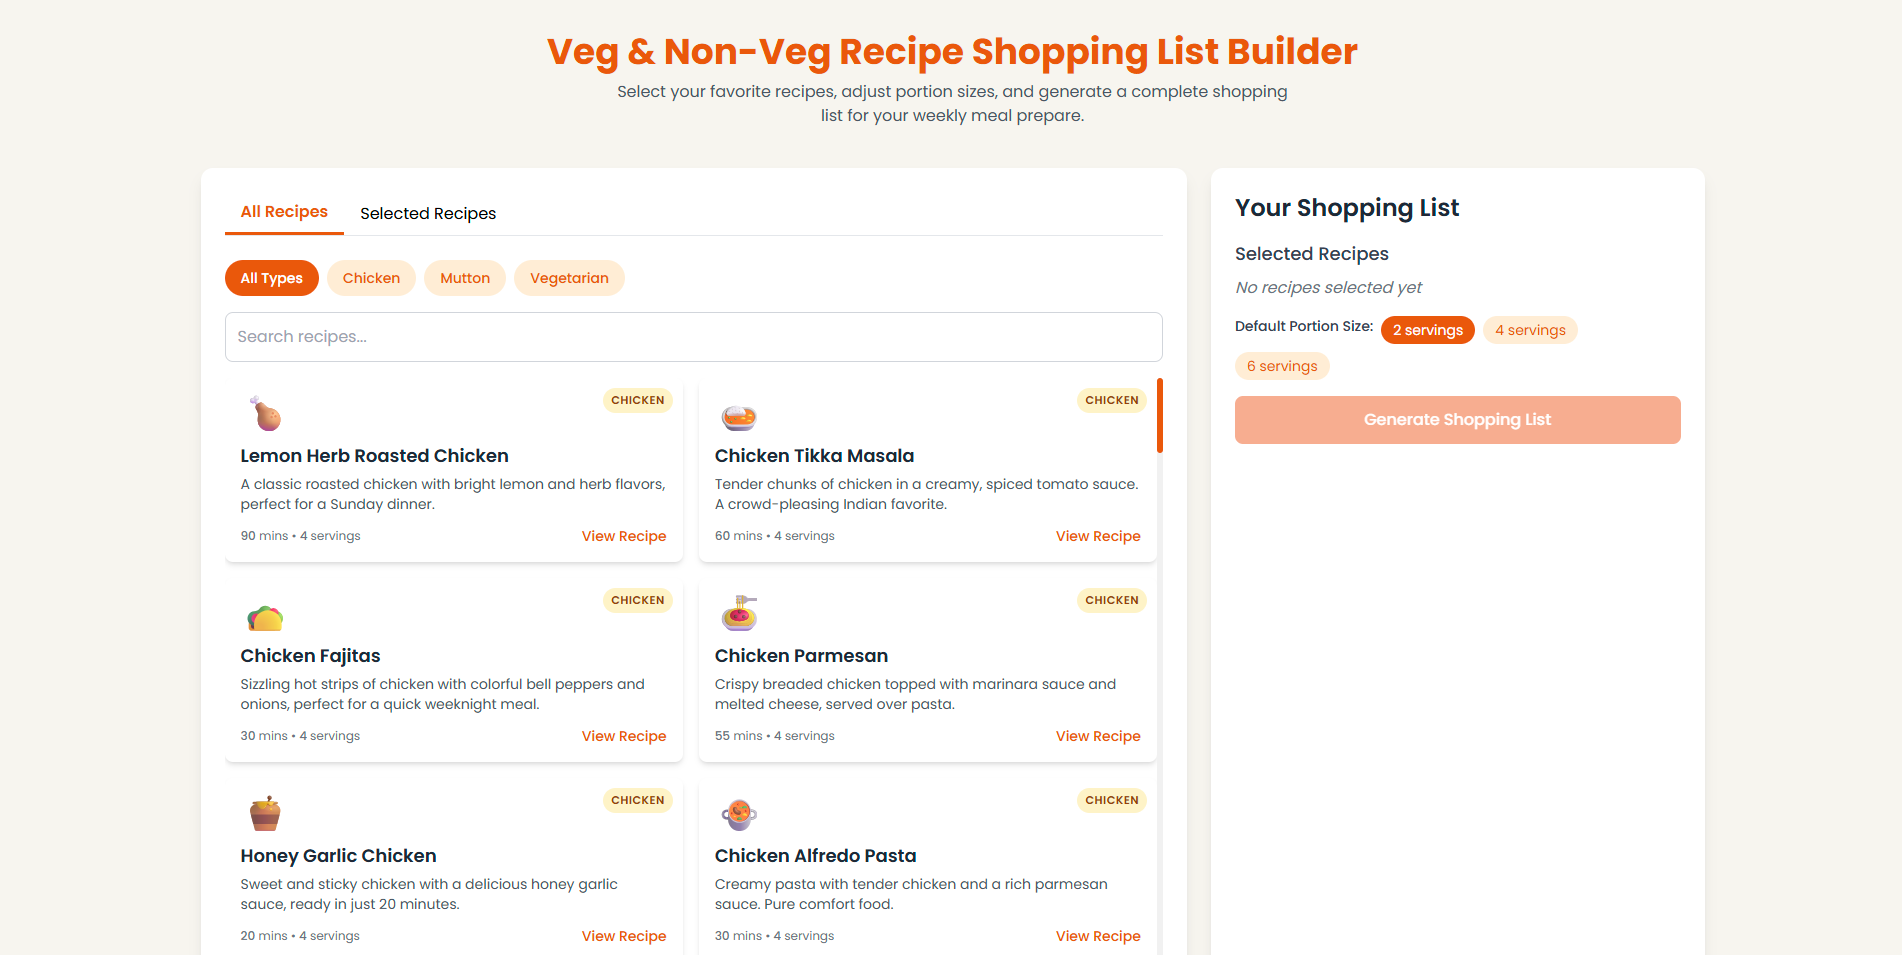 Veg & Non-Veg Recipe Shopping List Builder
Select your favorite recipes, adjust portion sizes, and generate a complete shopping
list for your weekly meal prepare.
All Recipes
Selected Recipes
All Types
Chicken
Mutton
Vegetarian
Search recipes...
CHICKEN
Lemon Herb Roasted Chicken
A classic roasted chicken with bright lemon and herb flavors,
perfect for a Sunday dinner.
90 mins • 4 servings
View Recipe
CHICKEN
Chicken Tikka Masala
Tender chunks of chicken in a creamy, spiced tomato sauce.
A crowd-pleasing Indian favorite.
60 mins • 4 servings
View Recipe
CHICKEN
Chicken Fajitas
Sizzling hot strips of chicken with colorful bell peppers and
onions, perfect for a quick weeknight meal.
30 mins • 4 servings
View Recipe
CHICKEN
Chicken Parmesan
Crispy breaded chicken topped with marinara sauce and
melted cheese, served over pasta.
55 mins • 4 servings
View Recipe
CHICKEN
Honey Garlic Chicken
Sweet and sticky chicken with a delicious honey garlic
sauce, ready in just 20 minutes.
20 mins • 4 servings
View Recipe
CHICKEN
Chicken Alfredo Pasta
Creamy pasta with tender chicken and a rich parmesan
sauce. Pure comfort food.
30 mins • 4 servings
View Recipe
Your Shopping List
Selected Recipes
No recipes selected yet
Default Portion Size:
2 servings
4 servings
6 servings
Generate Shopping List